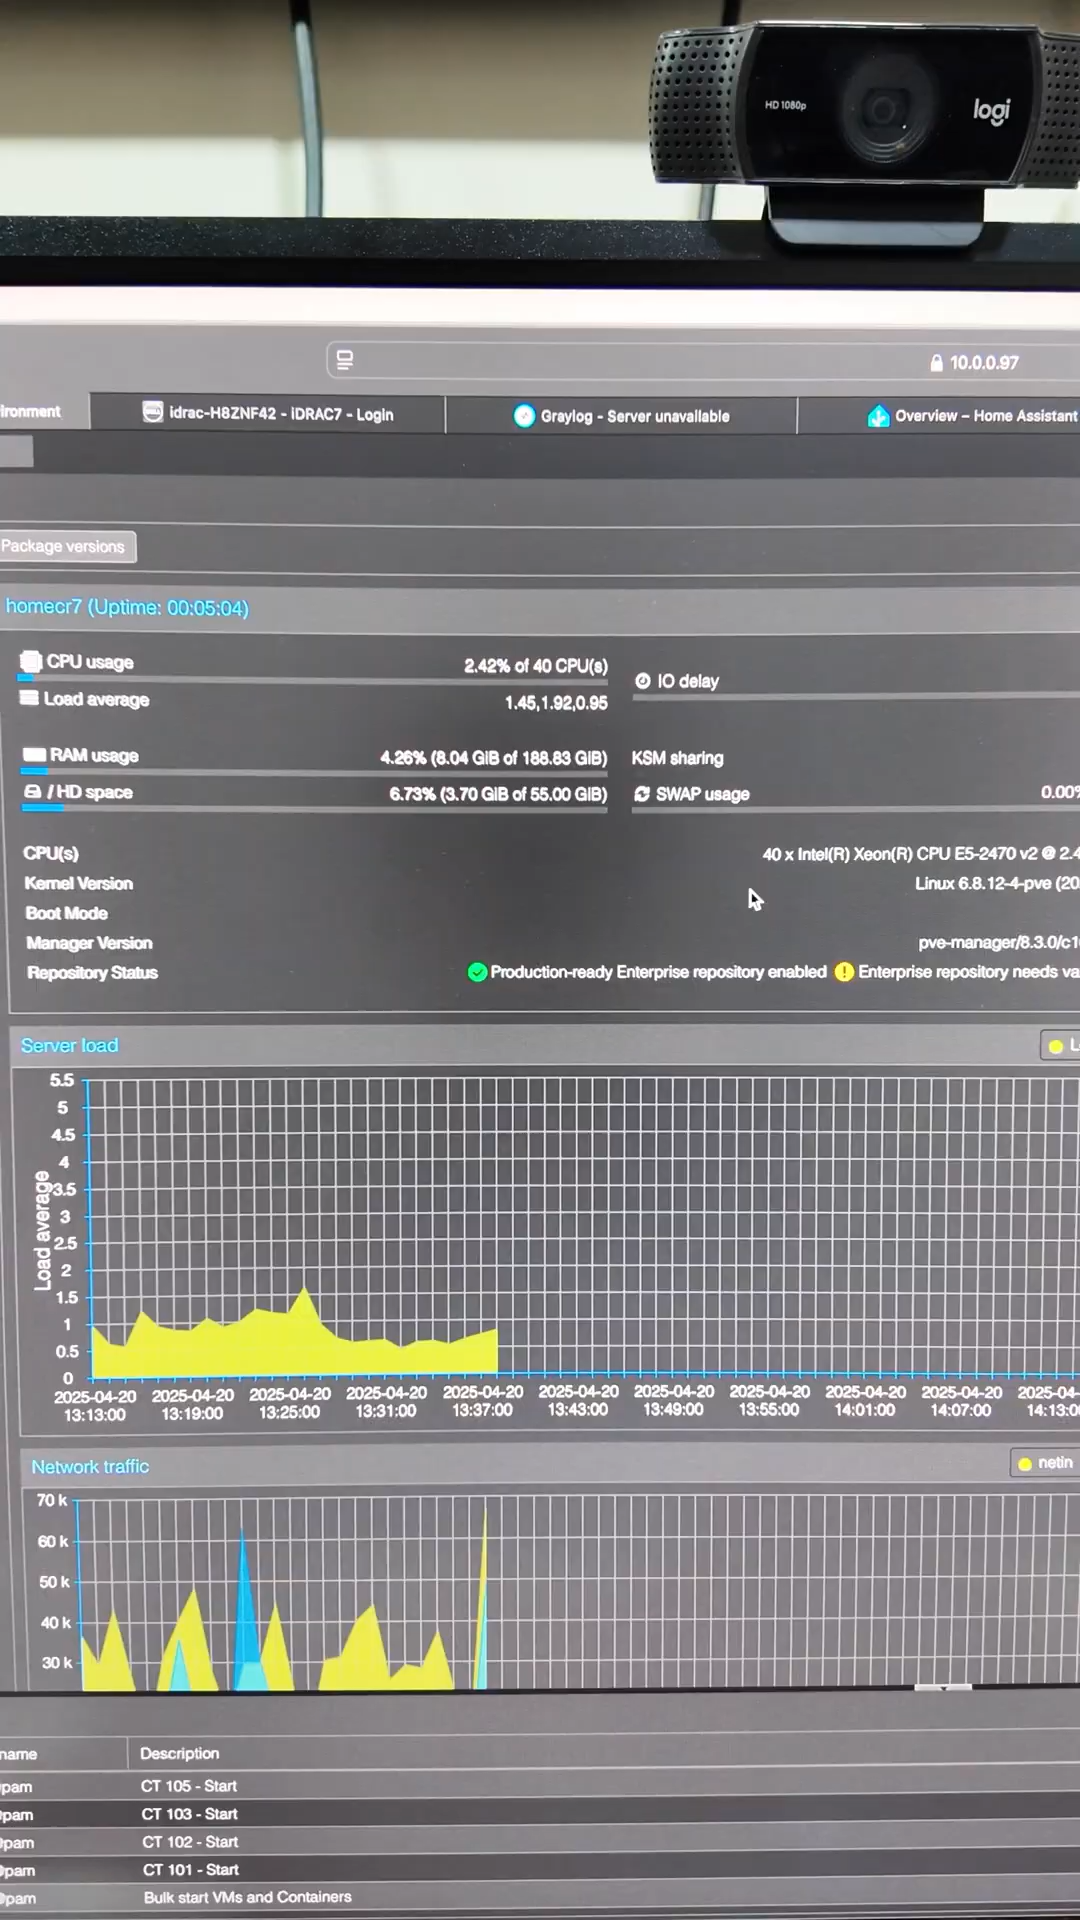 HD 1080p
logi
10.0.0.97
ironment
idrac-H8ZNF42 - iDRAC7 - Login
Graylog - Server unavailable
Overview – Home Assistant
Package versions
homecr7 (Uptime: 00:05:04)
CPU usage 2.42% of 40 CPU(s)
IO delay
Load average 1.45,1.92,0.95
RAM usage 4.26% (8.04 GiB of 188.83 GiB)
KSM sharing
/ HD space 6.73% (3.70 GiB of 55.00 GiB)
SWAP usage 0.00%
CPU(s) 40 x Intel(R) Xeon(R) CPU E5-2470 v2 @ 2.4
Kernel Version Linux 6.8.12-4-pve (20
Boot Mode
Manager Version pve-manager/8.3.0/c1
Repository Status Production-ready Enterprise repository enabled Enterprise repository needs va
Server load
L
Load average
5.5
5
4.5
4
3.5
3
2.5
2
1.5
1
0.5
0
2025-04-20 13:13:00
2025-04-20 13:19:00
2025-04-20 13:25:00
2025-04-20 13:31:00
2025-04-20 13:37:00
2025-04-20 13:43:00
2025-04-20 13:49:00
2025-04-20 13:55:00
2025-04-20 14:01:00
2025-04-20 14:07:00
2025-04- 14:13:0
Network traffic
netin
70 k
60 k
50 k
40 k
30 k
name Description
pam CT 105 - Start
pam CT 103 - Start
pam CT 102 - Start
pam CT 101 - Start
pam Bulk start VMs and Containers